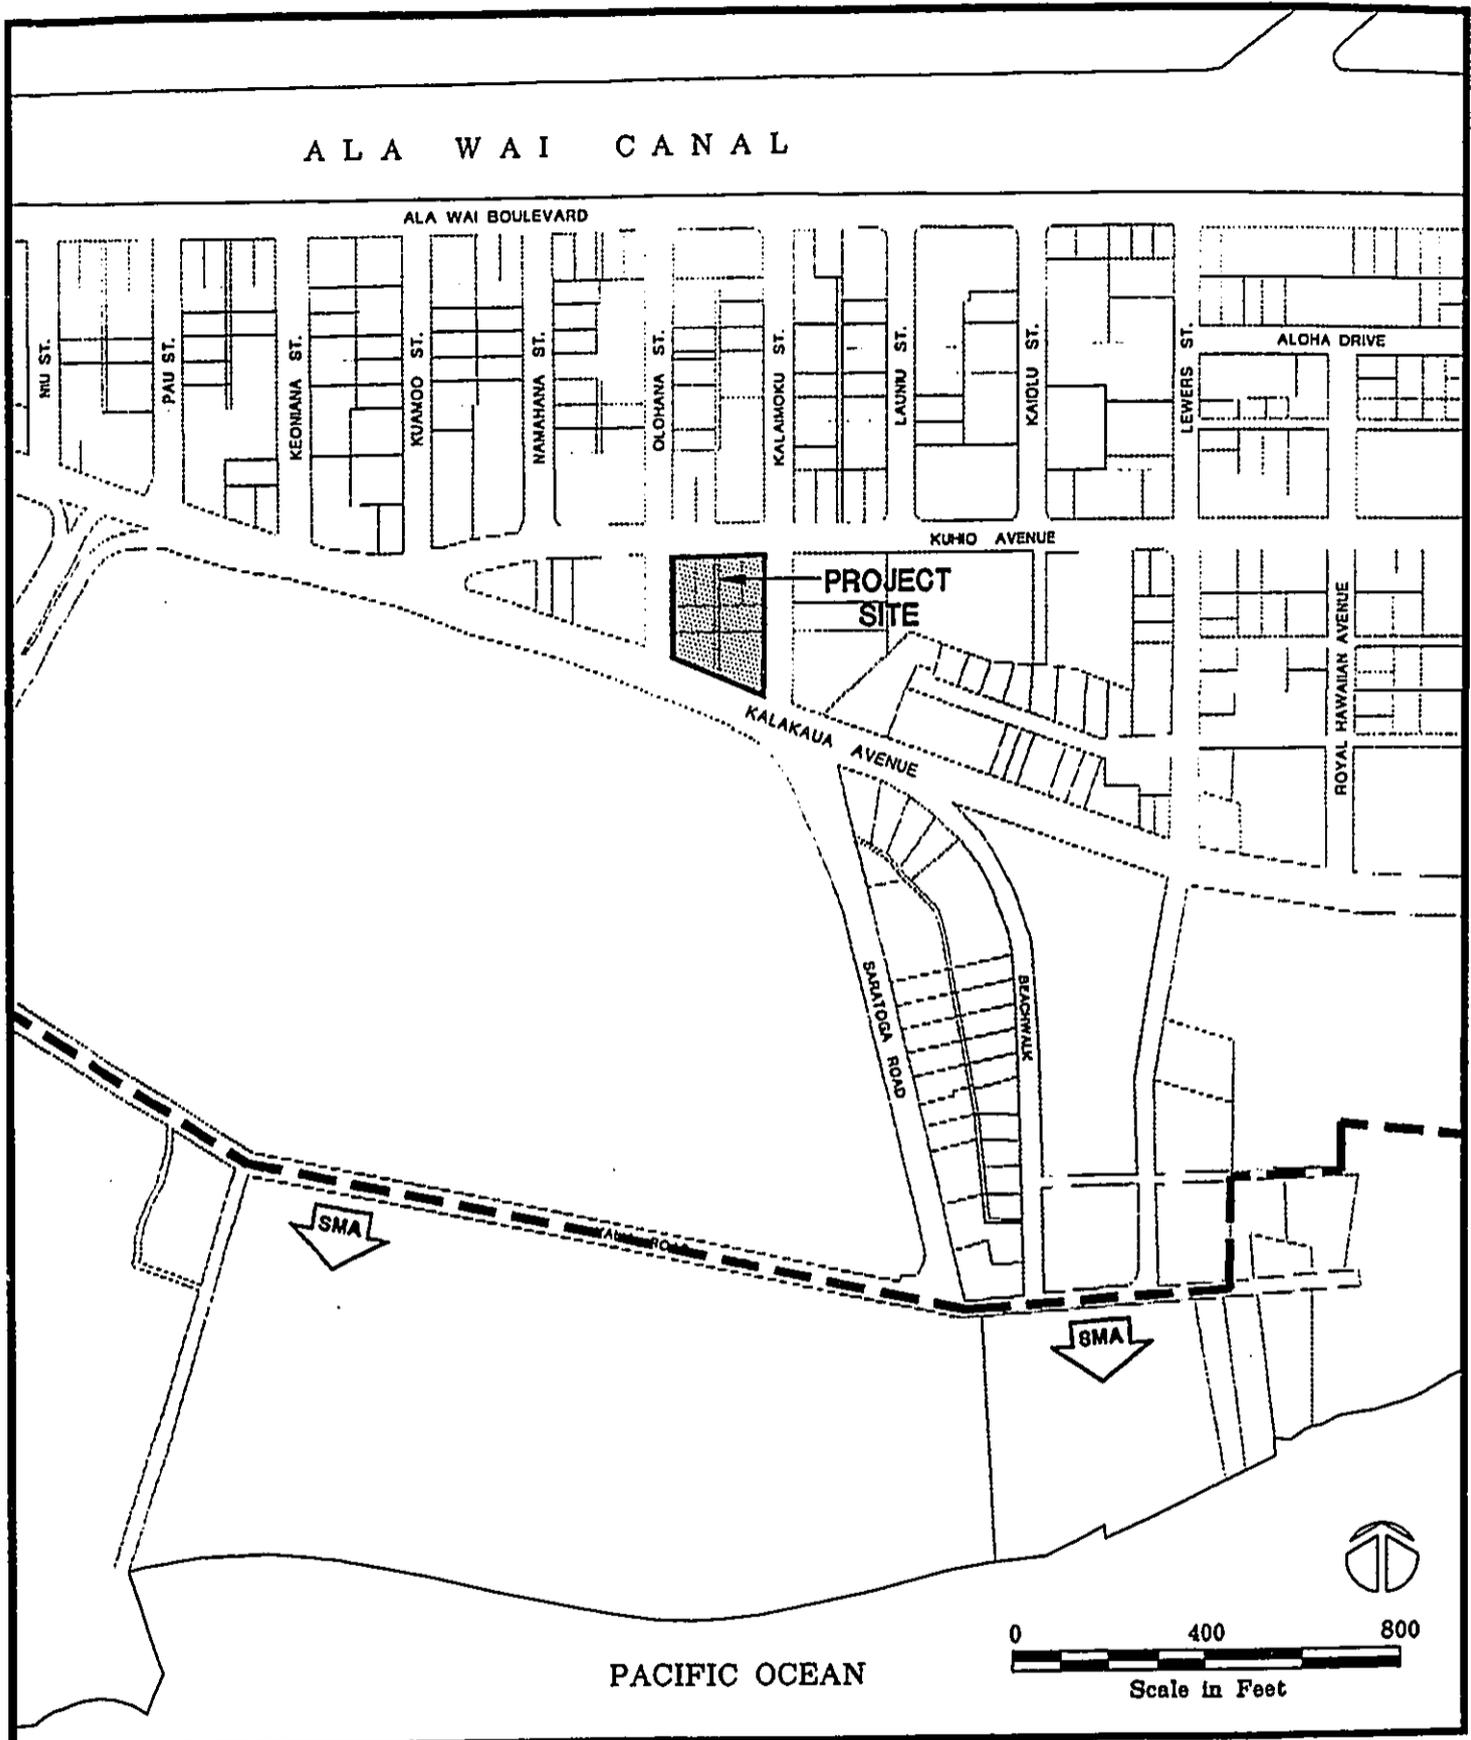 ALA WAI CANAL
ALA WAI BOULEVARD
NIU ST.
PAU ST.
KEONIANA ST.
KUAMOO ST.
NAMAHANA ST.
OLOHANA ST.
KALAIMOKU ST.
LAUNIU ST.
KAIOLU ST.
LEWERS ST.
ALOHA DRIVE
KUHIO AVENUE
PROJECT
SITE
ROYAL HAWAIIAN AVENUE
KALAKAUA AVENUE
SARATOGA ROAD
BEACHWALK
SMA
SMA
0 400 800
Scale in Feet
PACIFIC OCEAN